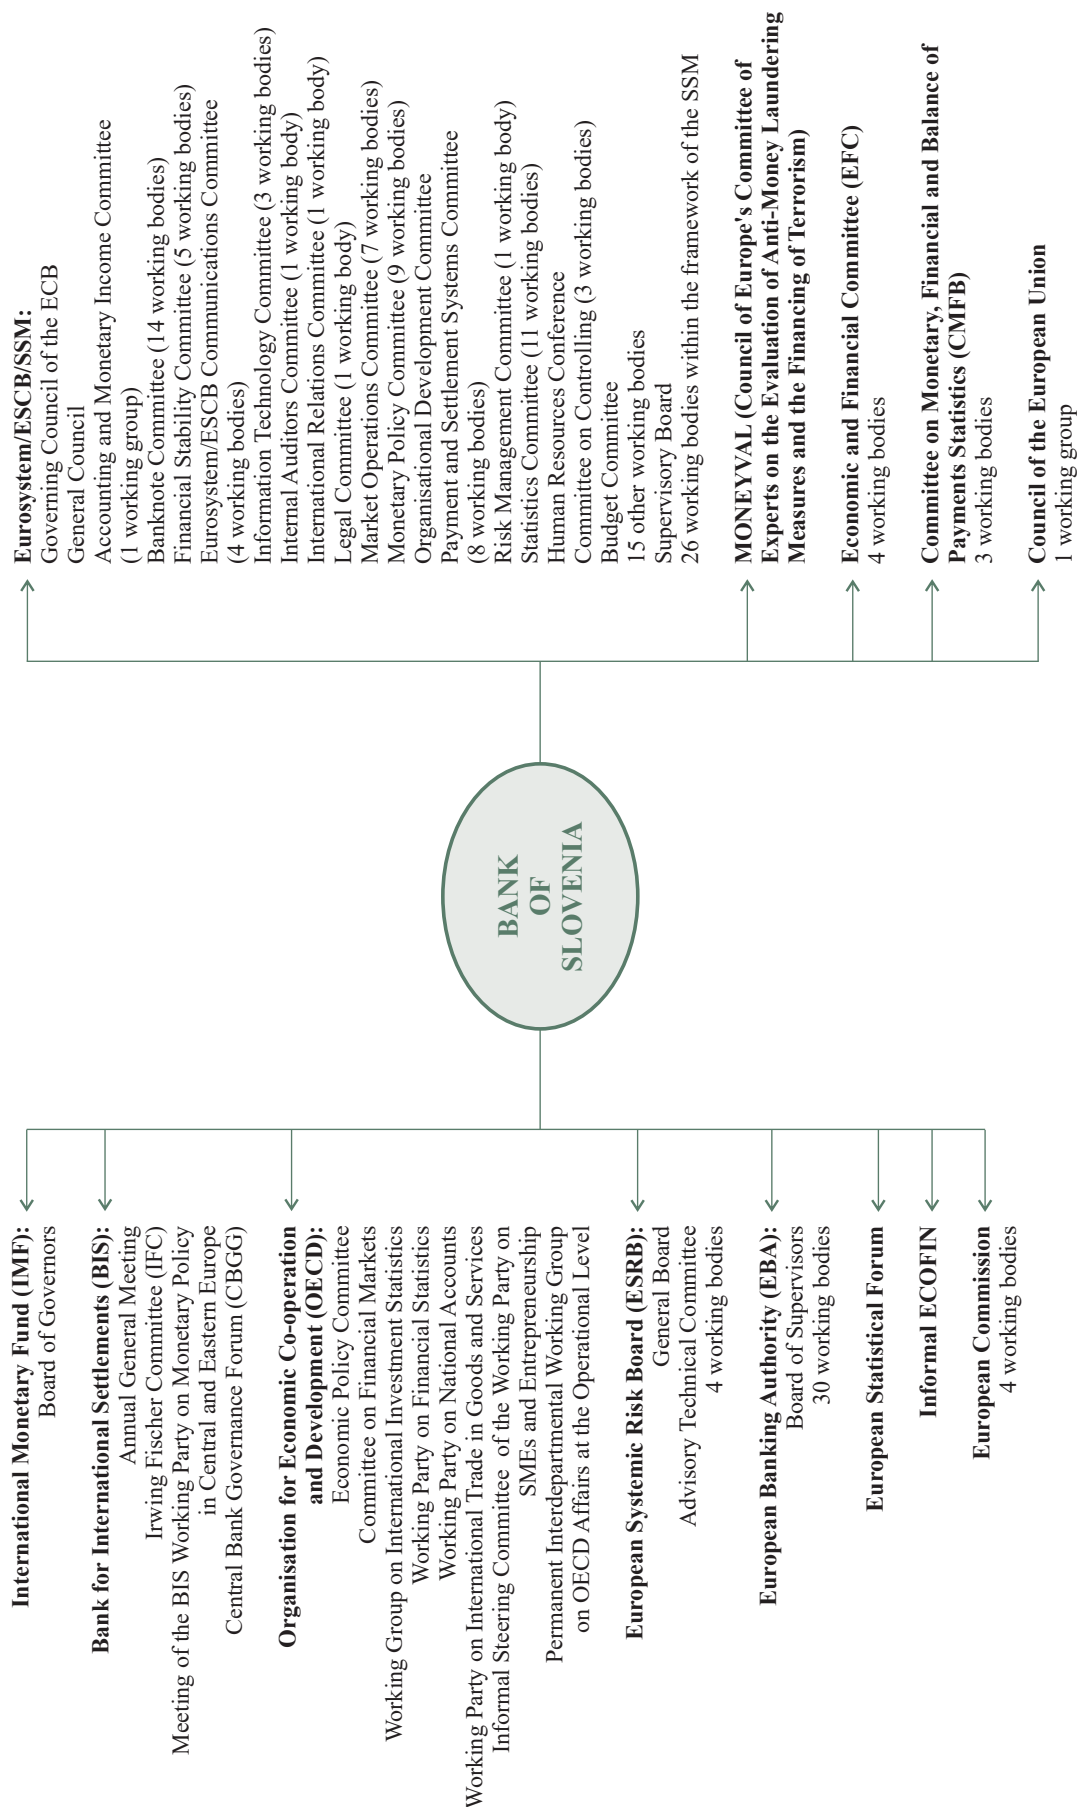 International Monetary Fund (IMF):
Board of Governors
Bank for International Settlements (BIS):
Annual General Meeting
Irwing Fischer Committee (IFC)
Meeting of the BIS Working Party on Monetary Policy
in Central and Eastern Europe
Central Bank Governance Forum (CBGG)
Organisation for Economic Co-operation
and Development (OECD):
Economic Policy Committee
Committee on Financial Markets
Working Group on International Investment Statistics
Working Party on Financial Statistics
Working Party on National Accounts
Working Party on International Trade in Goods and Services
Informal Steering Committee of the Working Party on
SMEs and Entrepreneurship
Permanent Interdepartmental Working Group
on OECD Affairs at the Operational Level
European Systemic Risk Board (ESRB):
General Board
Advisory Technical Committee
4 working bodies
European Banking Authority (EBA):
Board of Supervisors
30 working bodies
European Statistical Forum
Informal ECOFIN
European Commission
4 working bodies
BANK
OF
SLOVENIA
Eurosystem/ESCB/SSM:
Governing Council of the ECB
General Council
Accounting and Monetary Income Committee
(1 working group)
Banknote Committee (14 working bodies)
Financial Stability Committee (5 working bodies)
Eurosystem/ESCB Communications Committee
(4 working bodies)
Information Technology Committee (3 working bodies)
Internal Auditors Committee (1 working body)
International Relations Committee (1 working body)
Legal Committee (1 working body)
Market Operations Committee (7 working bodies)
Monetary Policy Committee (9 working bodies)
Organisational Development Committee
Payment and Settlement Systems Committee
(8 working bodies)
Risk Management Committee (1 working body)
Statistics Committee (11 working bodies)
Human Resources Conference
Committee on Controlling (3 working bodies)
Budget Committee
15 other working bodies
Supervisory Board
26 working bodies within the framework of the SSM
MONEYVAL (Council of Europe's Committee of
Experts on the Evaluation of Anti-Money Laundering
Measures and the Financing of Terrorism)
Economic and Financial Committee (EFC)
4 working bodies
Committee on Monetary, Financial and Balance of
Payments Statistics (CMFB)
3 working bodies
Council of the European Union
1 working group